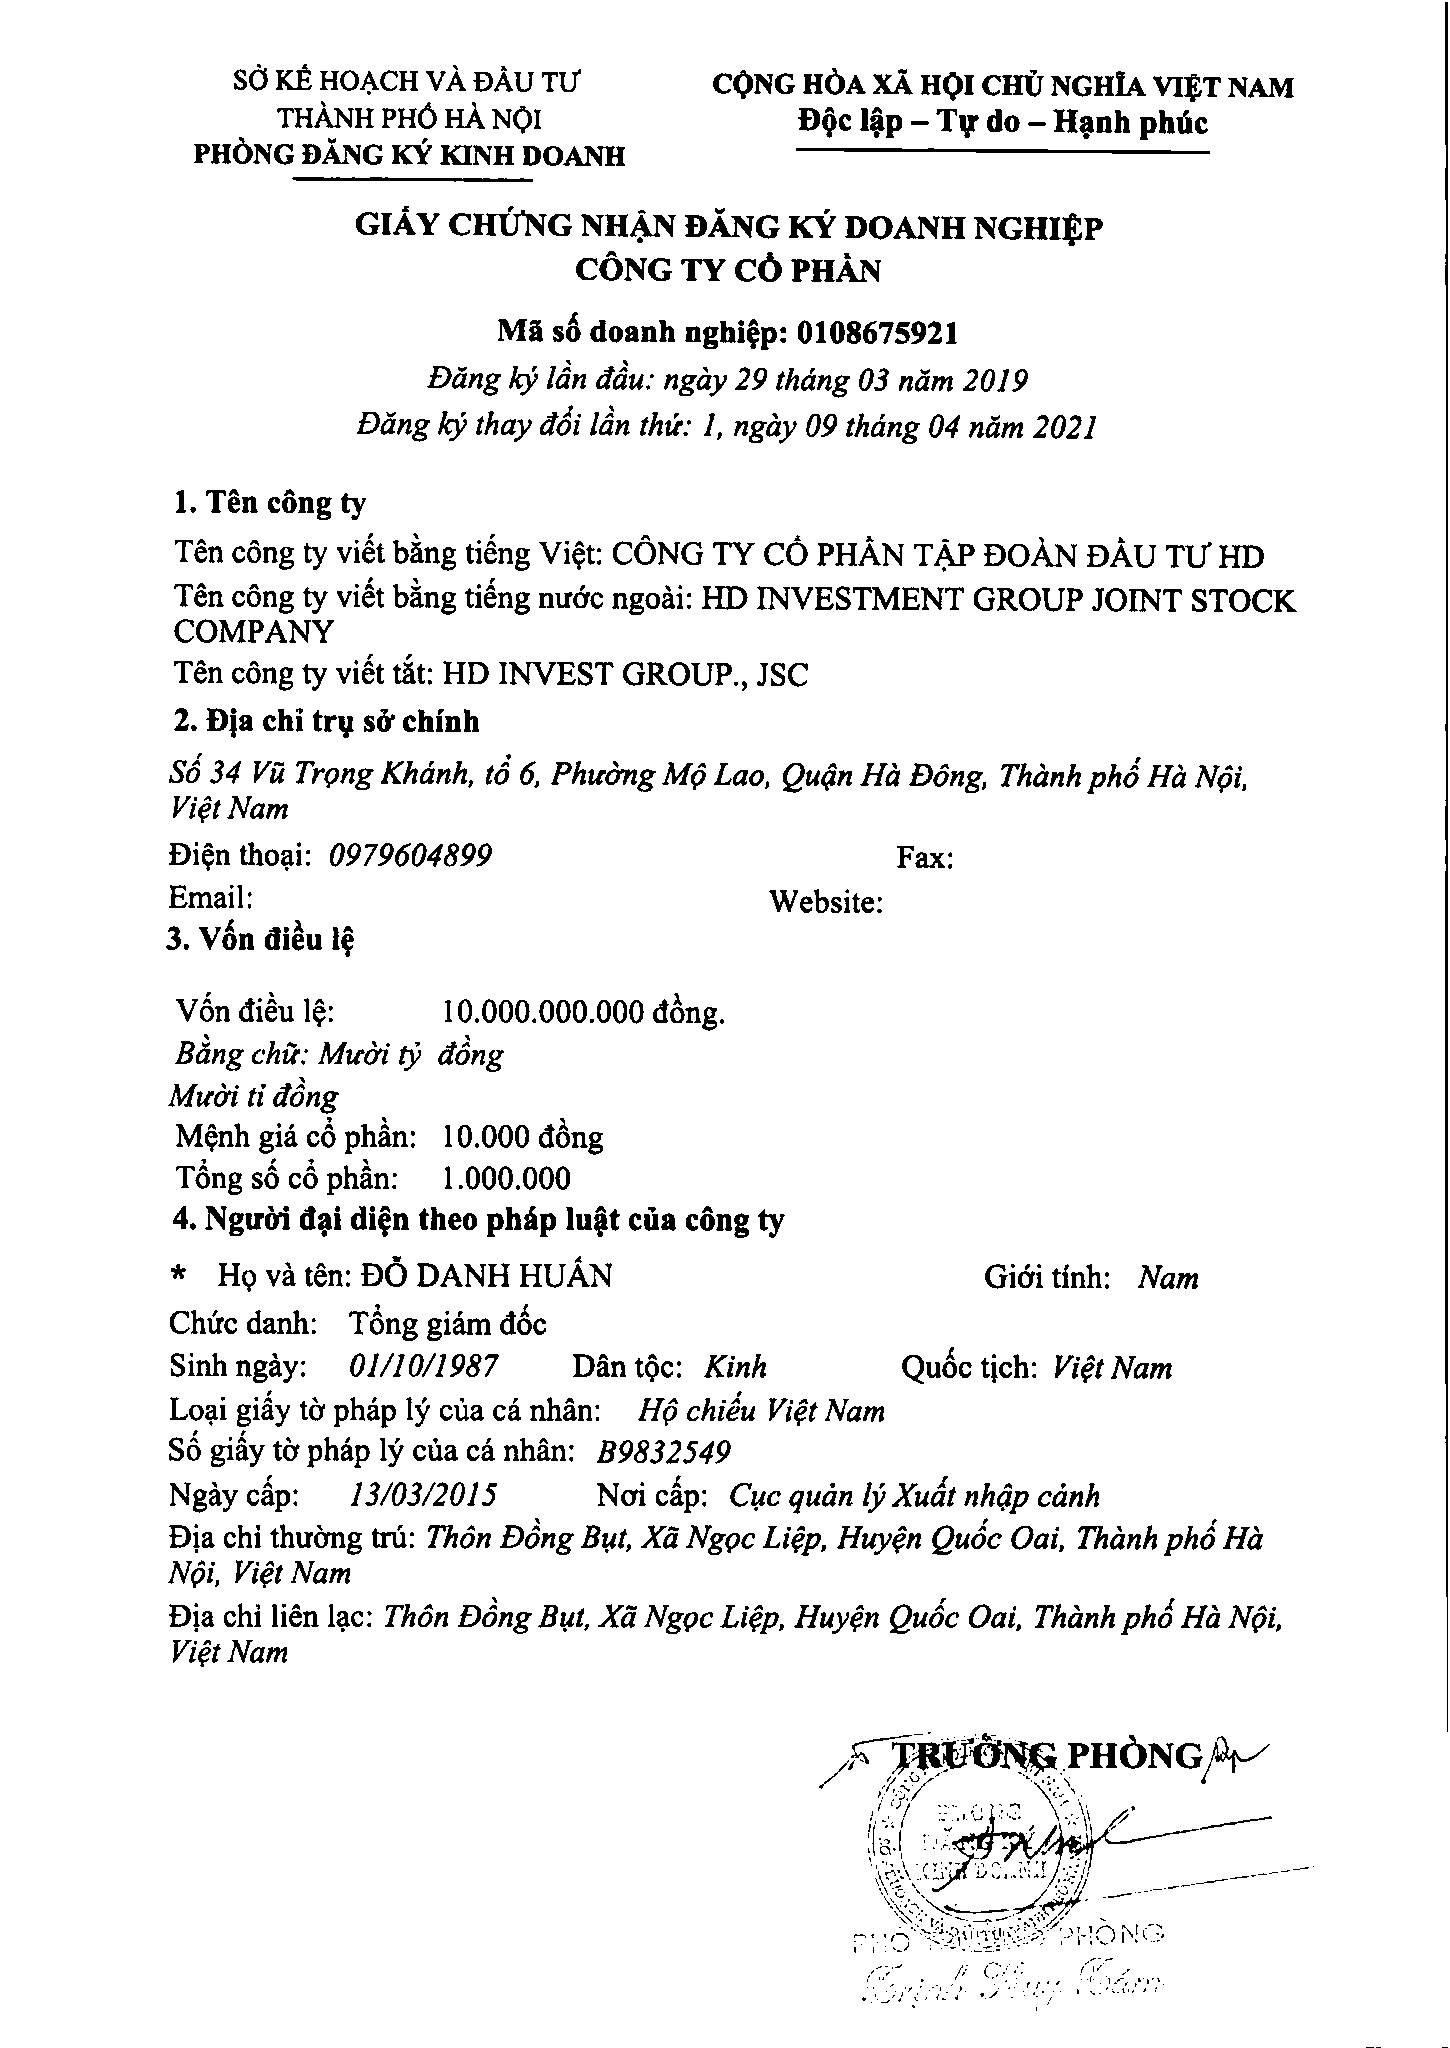 SỞ KẾ HOẠCH VÀ ĐẦU TƯ
THÀNH PHỐ HÀ NỘI
PHÒNG ĐĂNG KÝ KINH DOANH
CỘNG HÒA XÃ HỘI CHỦ NGHĨA VIỆT NAM
Độc lập – Tự do – Hạnh phúc
GIẤY CHỨNG NHẬN ĐĂNG KÝ DOANH NGHIỆP
CÔNG TY CỔ PHẦN
Mã số doanh nghiệp: 0108675921
Đăng ký lần đầu: ngày 29 tháng 03 năm 2019
Đăng ký thay đổi lần thứ: 1, ngày 09 tháng 04 năm 2021
1. Tên công ty
Tên công ty viết bằng tiếng Việt: CÔNG TY CỔ PHẦN TẬP ĐOÀN ĐẦU TƯ HD
Tên công ty viết bằng tiếng nước ngoài: HD INVESTMENT GROUP JOINT STOCK
COMPANY
Tên công ty viết tắt: HD INVEST GROUP., JSC
2. Địa chỉ trụ sở chính
Số 34 Vũ Trọng Khánh, tổ 6, Phường Mộ Lao, Quận Hà Đông, Thành phố Hà Nội,
Việt Nam
Điện thoại: 0979604899 Fax:
Email: Website:
3. Vốn điều lệ
Vốn điều lệ: 10.000.000.000 đồng.
Bằng chữ: Mười tỷ đồng
Mười tỉ đồng
Mệnh giá cổ phần: 10.000 đồng
Tổng số cổ phần: 1.000.000
4. Người đại diện theo pháp luật của công ty
* Họ và tên: ĐỖ DANH HUẤN Giới tính: Nam
Chức danh: Tổng giám đốc
Sinh ngày: 01/10/1987 Dân tộc: Kinh Quốc tịch: Việt Nam
Loại giấy tờ pháp lý của cá nhân: Hộ chiếu Việt Nam
Số giấy tờ pháp lý của cá nhân: B9832549
Ngày cấp: 13/03/2015 Nơi cấp: Cục quản lý Xuất nhập cảnh
Địa chỉ thường trú: Thôn Đồng Bụt, Xã Ngọc Liệp, Huyện Quốc Oai, Thành phố Hà
Nội, Việt Nam
Địa chỉ liên lạc: Thôn Đồng Bụt, Xã Ngọc Liệp, Huyện Quốc Oai, Thành phố Hà Nội,
Việt Nam
TRƯỞNG PHÒNG
PHÒNG
ĐĂNG KÝ
KINH DOANH
PHÓ TRƯỞNG PHÒNG
Trịnh Huy Tám